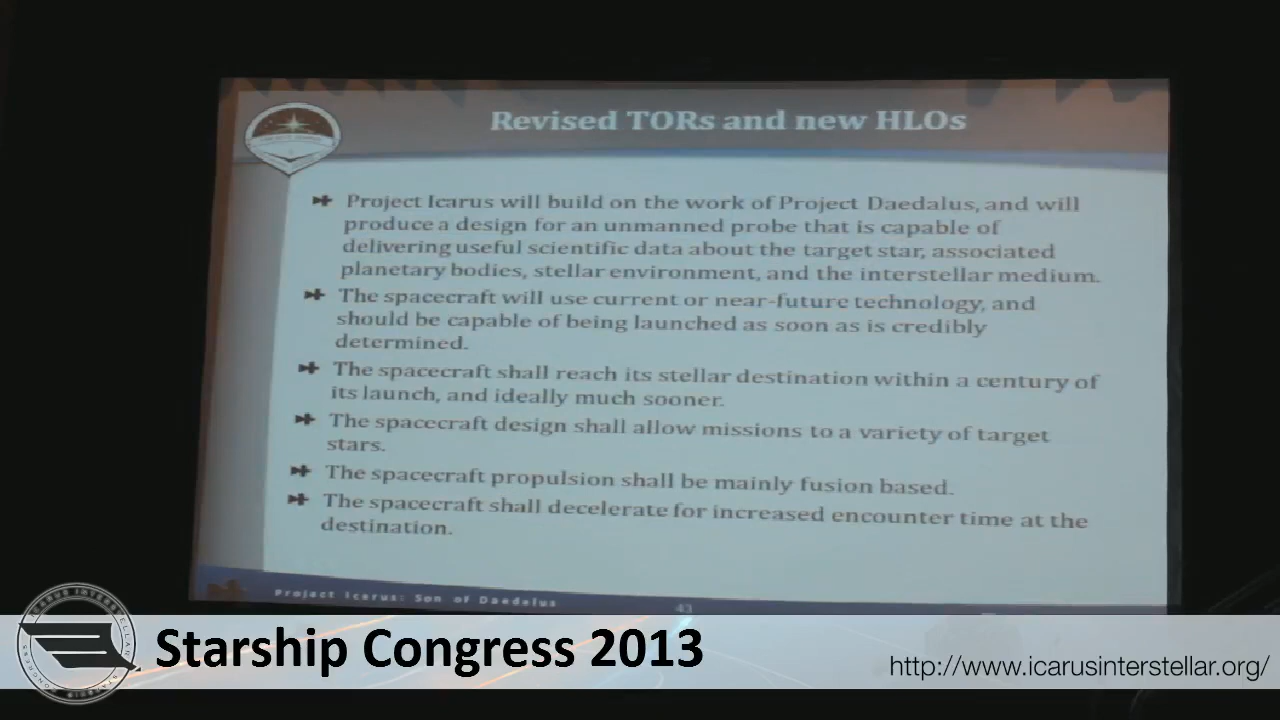 Revised TORs and new HLOs
Project Icarus will build on the work of Project Daedalus, and will
produce a design for an unmanned probe that is capable of
delivering useful scientific data about the target star, associated
planetary bodies, stellar environment, and the interstellar medium.
The spacecraft will use current or near-future technology, and
should be capable of being launched as soon as is credibly
determined.
The spacecraft shall reach its stellar destination within a century of
its launch, and ideally much sooner.
The spacecraft design shall allow missions to a variety of target
stars.
The spacecraft propulsion shall be mainly fusion based.
The spacecraft shall decelerate for increased encounter time at the
destination.
Project Icarus: Son of Daedelus
43
ICARUS INTERSTELLAR
STARSHIP CONGRESS
Starship Congress 2013
http://www.icarusinterstellar.org/